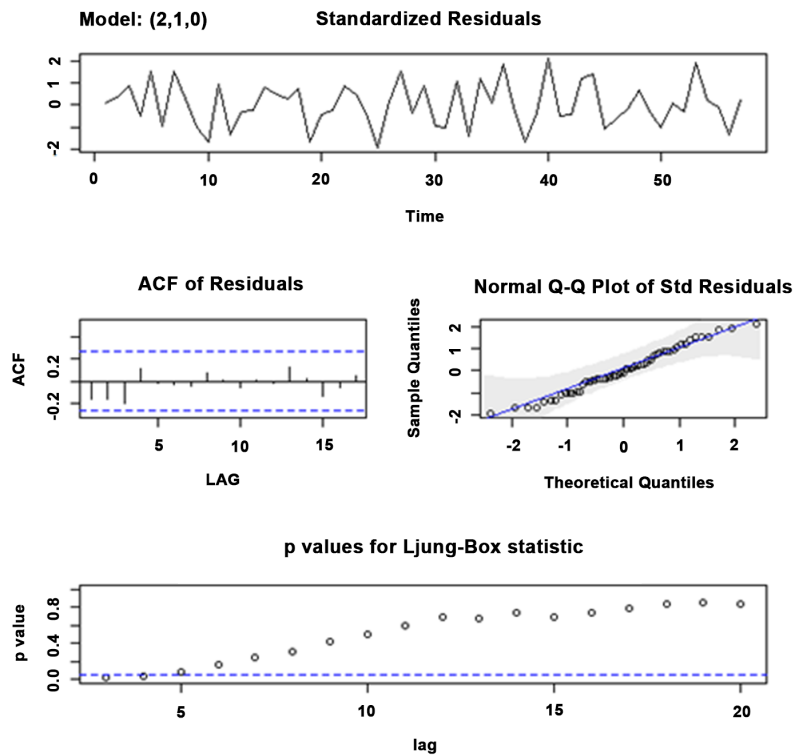 Model: (2,1,0) Standardized Residuals
2
1
0
-2
0 10 20 30 40 50
Time
ACF of Residuals
ACF
0.2
-0.2
5 10 15
LAG
Normal Q-Q Plot of Std Residuals
Sample Quantiles
2
1
0
-2
-2 -1 0 1 2
Theoretical Quantiles
p values for Ljung-Box statistic
p value
0.8
0.4
0.0
5 10 15 20
lag